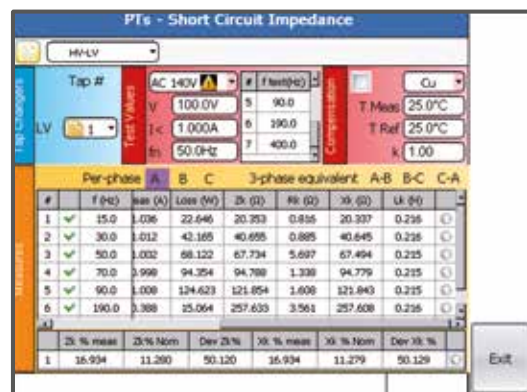 PTs - Short Circuit Impedance
HV-LV
Tap Changers
Tap #
LV 1
Test Values
AC 140V
V 100.0V
I< 1.000A
fn 50.0Hz
# f test(Hz)
5 90.0
6 190.0
7 400.0
Compensation
Cu
T Meas 25.0°C
T Ref 25.0°C
k 1.00
Measures
Per-phase A B C 3-phase equivalent A-B B-C C-A
# f (Hz) eas (A) Loss (W) Zk (Ω) Rk (Ω) Xk (Ω) Lk (H)
1 15.0 1.036 22.646 20.353 0.816 20.337 0.216
2 30.0 1.012 42.165 40.655 0.885 40.645 0.216
3 50.0 1.002 68.122 67.734 5.697 67.494 0.215
4 70.0 0.998 94.354 94.788 1.338 94.779 0.215
5 90.0 1.008 124.623 121.854 1.608 121.843 0.215
6 190.0 0.388 15.064 257.633 3.561 257.608 0.216
Zk % meas Zk% Nom Dev Zk% Xk % meas Xk % Nom Dev Xk %
1 16.934 11.280 50.120 16.934 11.279 50.129
Exit